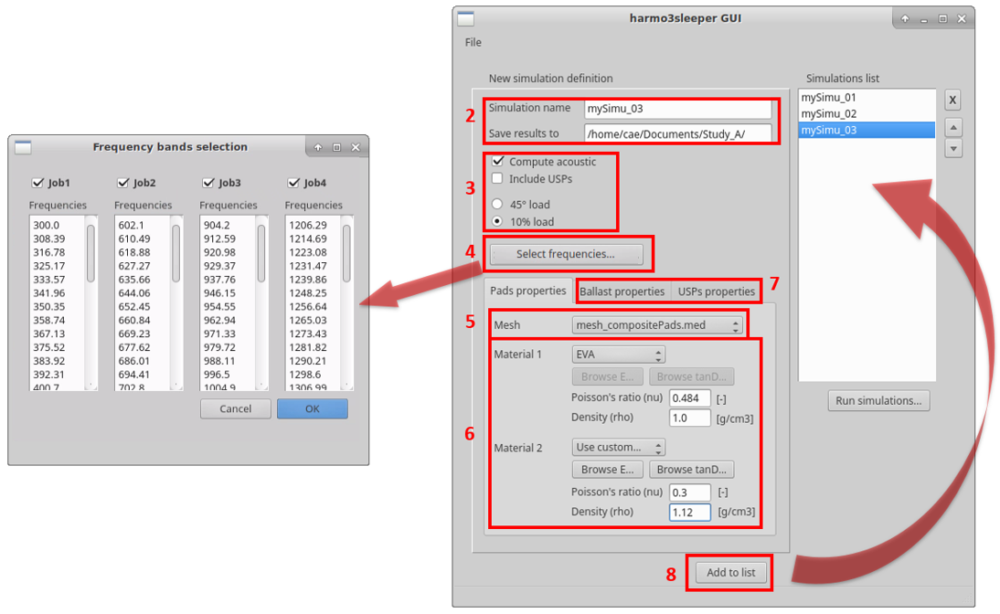 Frequency bands selection
Job1 Job2 Job3 Job4
Frequencies Frequencies Frequencies Frequencies
300.0 602.1 904.2 1206.29
308.39 610.49 912.59 1214.69
316.78 618.88 920.98 1223.08
325.17 627.27 929.37 1231.47
333.57 635.66 937.76 1239.86
341.96 644.06 946.15 1248.25
350.35 652.45 954.55 1256.64
358.74 660.84 962.94 1265.03
367.13 669.23 971.33 1273.43
375.52 677.62 979.72 1281.82
383.92 686.01 988.11 1290.21
392.31 694.41 996.5 1298.6
400.7 702.8 1004.9 1306.99
Cancel OK
harmo3sleeper GUI
File
New simulation definition
2 Simulation name mySimu_03
Save results to /home/cae/Documents/Study_A/
3 Compute acoustic
Include USPs
45° load
10% load
4 Select frequencies...
Pads properties Ballast properties USPs properties 7
5 Mesh mesh_compositePads.med
6 Material 1 EVA
Browse E... Browse tanD...
Poisson's ratio (nu) 0.484 [-]
Density (rho) 1.0 [g/cm3]
Material 2 Use custom...
Browse E... Browse tanD...
Poisson's ratio (nu) 0.3 [-]
Density (rho) 1.12 [g/cm3]
8 Add to list
Simulations list
mySimu_01 X
mySimu_02
mySimu_03
Run simulations...